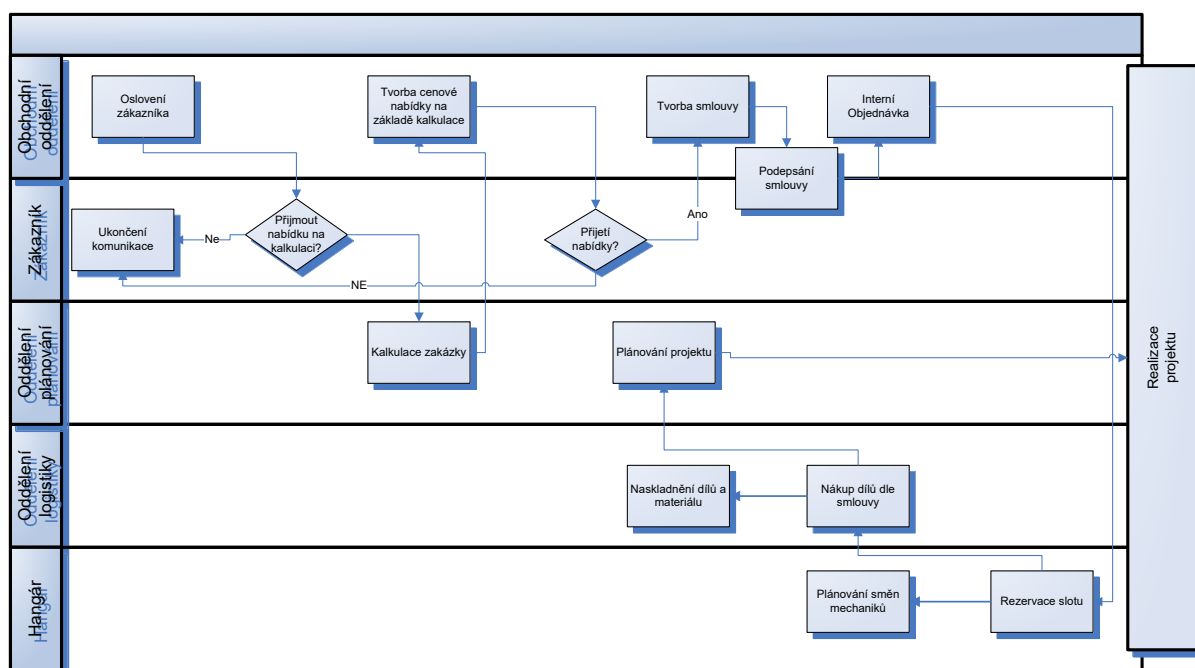 Obchodní
oddělení
Oslovení
zákazníka
Tvorba cenové
nabídky na
základě kalkulace
Tvorba smlouvy
Interní
Objednávka
Podepsání
smlouvy
Zákazník
Ukončení
komunikace
Ne
Přijmout
nabídku na
kalkulaci?
Přijetí
nabídky?
Ano
NE
Oddělení
plánování
Kalkulace zakázky
Plánování projektu
Realizace
projektu
Oddělení
logistiky
Naskladnění dílů a
materiálu
Nákup dílů dle
smlouvy
Hangár
Plánování směn
mechaniků
Rezervace slotu